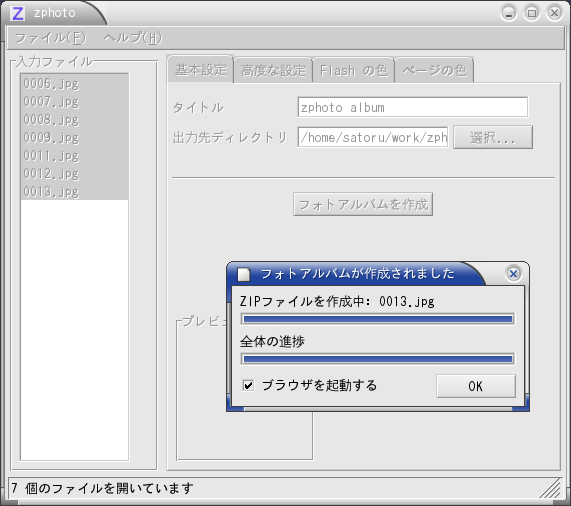 zphoto
ファイル(F) ヘルプ(H)
入力ファイル
0006.jpg
0007.jpg
0008.jpg
0009.jpg
0011.jpg
0012.jpg
0013.jpg
基本設定 高度な設定 Flash の色 ページの色
タイトル zphoto album
出力先ディレクトリ /home/satoru/work/zph 選択...
フォトアルバムを作成
プレビュ
フォトアルバムが作成されました
ZIPファイルを作成中: 0013.jpg
全体の進捗
ブラウザを起動する OK
7 個のファイルを開いています